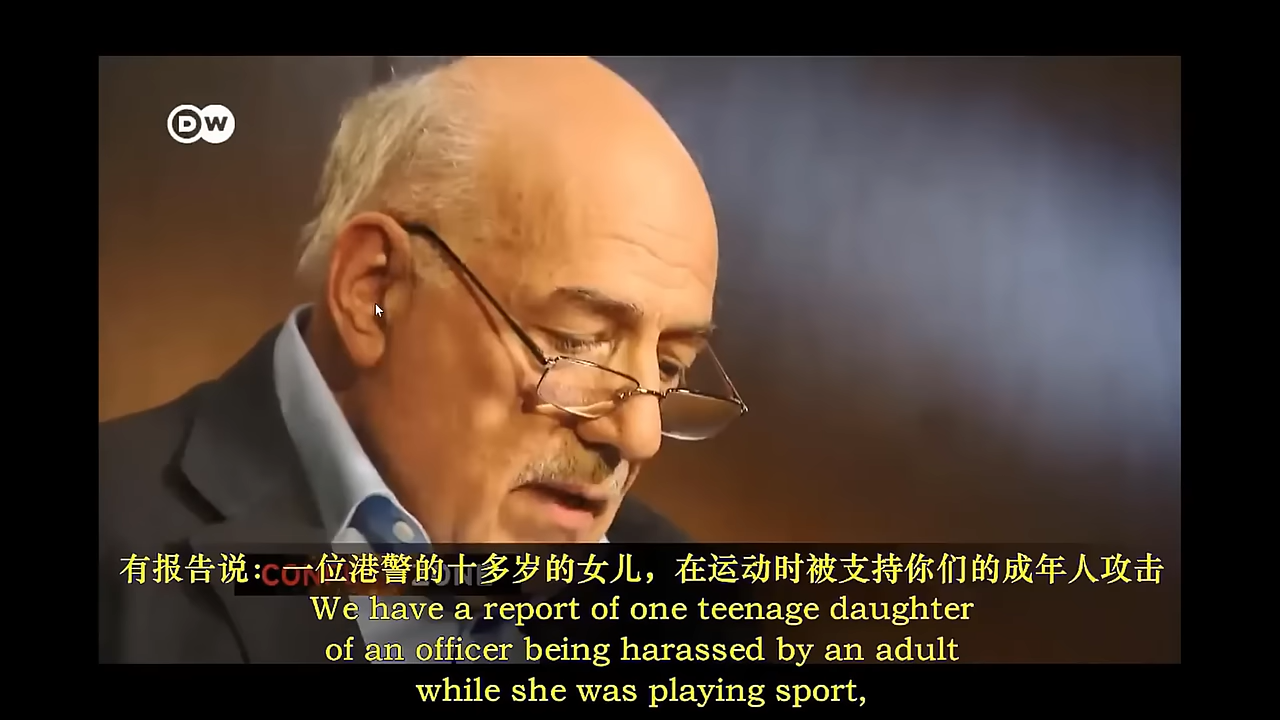 DW
有报告说：一位港警的十多岁的女儿，在运动时被支持你们的成年人攻击
We have a report of one teenage daughter
of an officer being harassed by an adult
while she was playing sport,